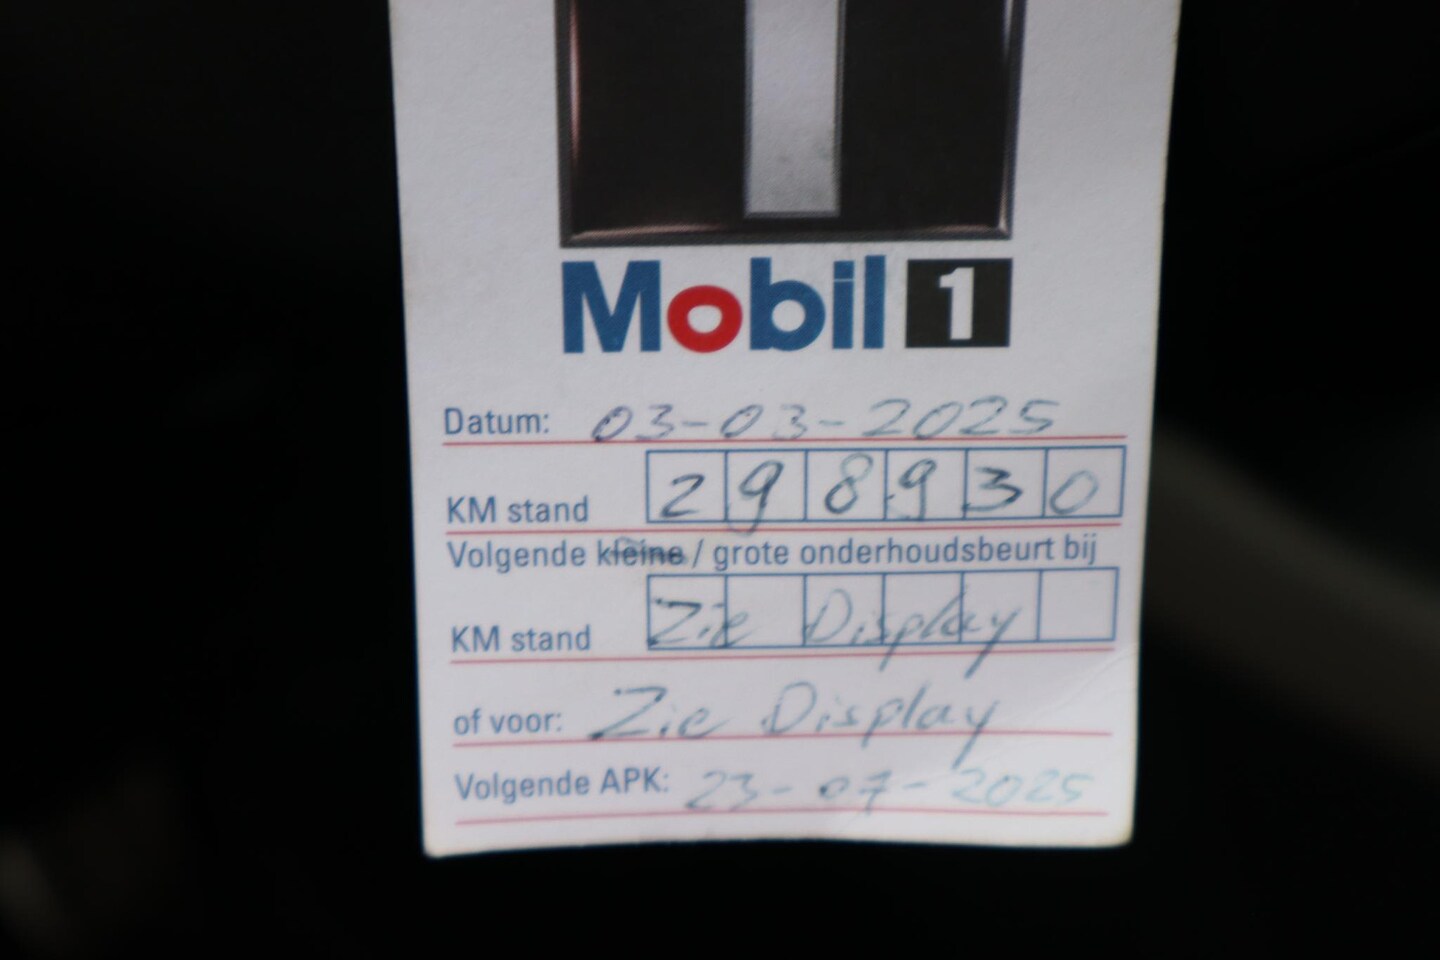 Mobil 1
Datum: 03-03-2025
KM stand 298930
Volgende kleine / grote onderhoudsbeurt bij
KM stand Zie Display
of voor: Zie Display
Volgende APK: 23-07-2025